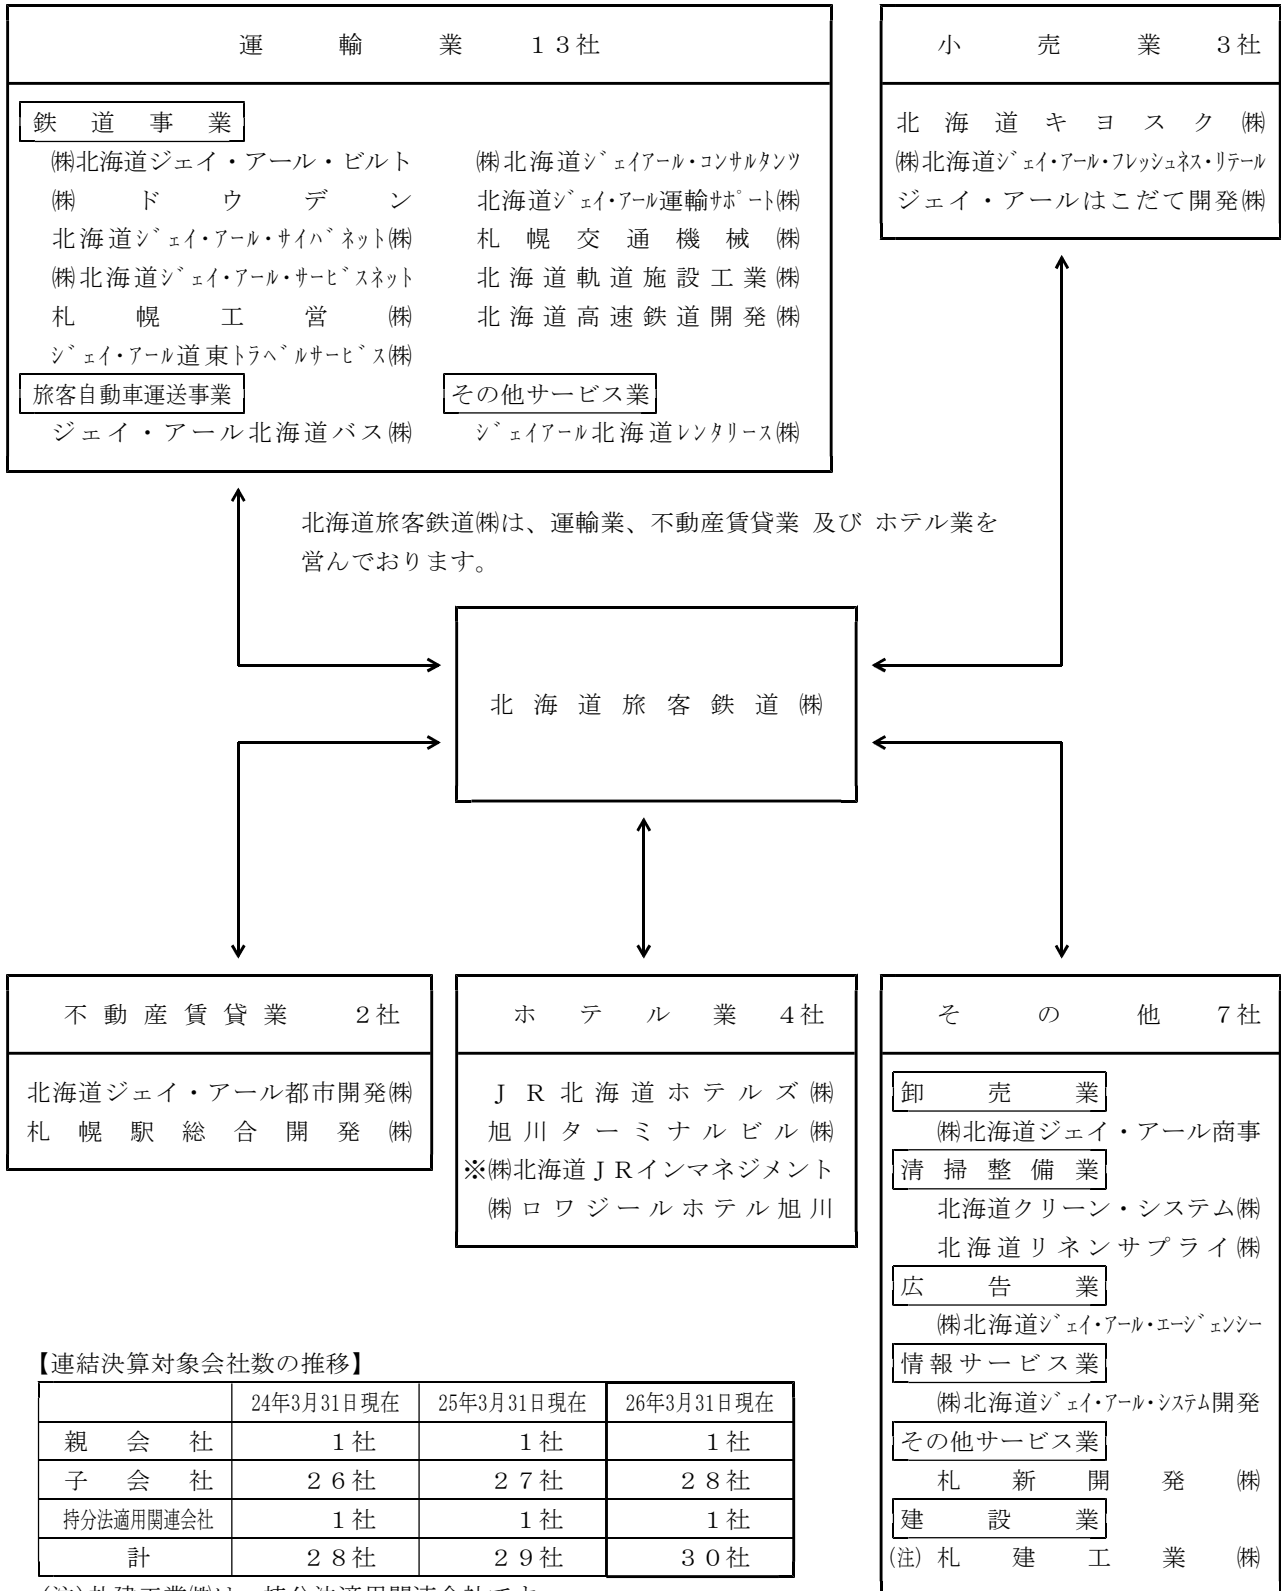 運輸業 １３社
鉄道事業
㈱北海道ジェイ・アール・ビルト
㈱ドウデン
北海道ｼﾞｪｲ・ｱｰﾙ・ｻｲﾊﾞﾈｯﾄ㈱
㈱北海道ｼﾞｪｲ・ｱｰﾙ・ｻｰﾋﾞｽﾈｯﾄ
札幌工営㈱
ｼﾞｪｲ・ｱｰﾙ道東ﾄﾗﾍﾞﾙｻｰﾋﾞｽ㈱
㈱北海道ｼﾞｪｲｱｰﾙ・ｺﾝｻﾙﾀﾝﾂ
北海道ｼﾞｪｲ・ｱｰﾙ運輸ｻﾎﾟｰﾄ㈱
札幌交通機械㈱
北海道軌道施設工業㈱
北海道高速鉄道開発㈱
旅客自動車運送事業
ジェイ・アール北海道バス㈱
その他サービス業
ｼﾞｪｲｱｰﾙ北海道ﾚﾝﾀﾘｰｽ㈱
小売業 ３社
北海道キヨスク㈱
㈱北海道ｼﾞｪｲ・ｱｰﾙ・ﾌﾚｯｼｭﾈｽ・ﾘﾃｰﾙ
ジェイ・アールはこだて開発㈱
北海道旅客鉄道㈱は、運輸業、不動産賃貸業 及び ホテル業を
営んでおります。
北海道旅客鉄道㈱
不動産賃貸業 ２社
北海道ジェイ・アール都市開発㈱
札幌駅総合開発㈱
ホテル業 ４社
ＪＲ北海道ホテルズ㈱
旭川ターミナルビル㈱
※㈱北海道ＪＲインマネジメント
㈱ロワジールホテル旭川
その他 ７社
卸売業
㈱北海道ジェイ・アール商事
清掃整備業
北海道クリーン・システム㈱
北海道リネンサプライ㈱
広告業
㈱北海道ｼﾞｪｲ・ｱｰﾙ・ｴｰｼﾞｪﾝｼｰ
情報サービス業
㈱北海道ｼﾞｪｲ・ｱｰﾙ・ｼｽﾃﾑ開発
その他サービス業
札新開発㈱
建設業
(注) 札建工業㈱
【連結決算対象会社数の推移】
24年3月31日現在 25年3月31日現在 26年3月31日現在
親会社 １社 １社 １社
子会社 ２６社 ２７社 ２８社
持分法適用関連会社 １社 １社 １社
計 ２８社 ２９社 ３０社
(注)札建工業㈱は、持分法適用関連会社です